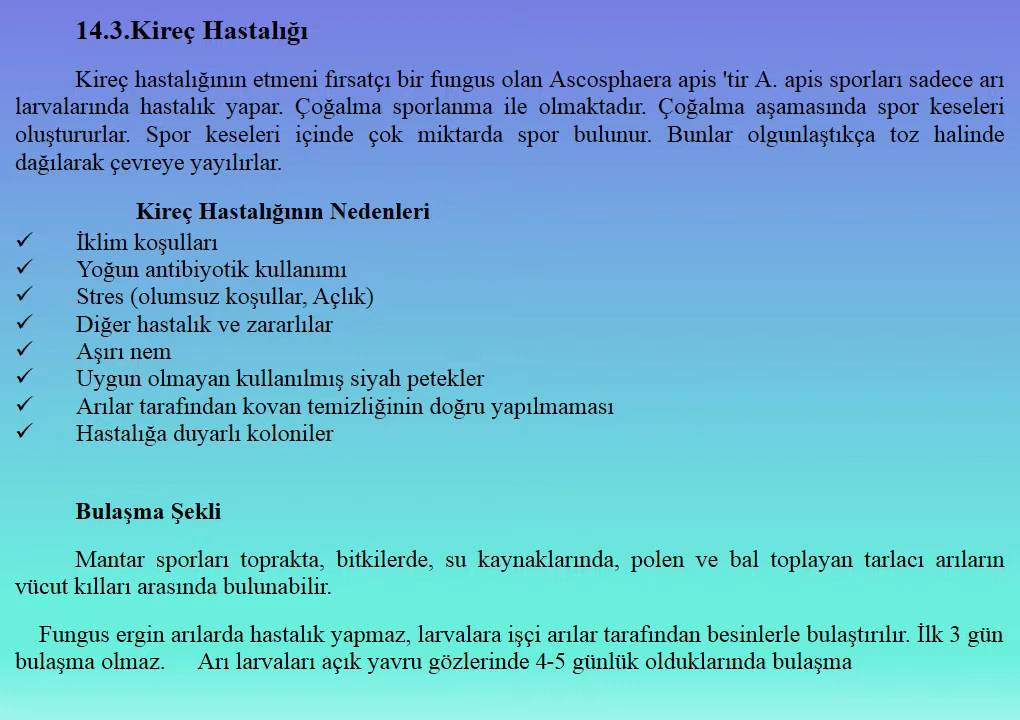 14.3.Kireç Hastalığı
Kireç hastalığının etmeni fırsatçı bir fungus olan Ascosphaera apis 'tir A. apis sporları sadece arı
larvalarında hastalık yapar. Çoğalma sporlanma ile olmaktadır. Çoğalma aşamasında spor keseleri
oluştururlar. Spor keseleri içinde çok miktarda spor bulunur. Bunlar olgunlaştıkça toz halinde
dağılarak çevreye yayılırlar.
Kireç Hastalığının Nedenleri
✓ İklim koşulları
✓ Yoğun antibiyotik kullanımı
✓ Stres (olumsuz koşullar, Açlık)
✓ Diğer hastalık ve zararlılar
✓ Aşırı nem
✓ Uygun olmayan kullanılmış siyah petekler
✓ Arılar tarafından kovan temizliğinin doğru yapılmaması
✓ Hastalığa duyarlı koloniler
Bulaşma Şekli
Mantar sporları toprakta, bitkilerde, su kaynaklarında, polen ve bal toplayan tarlacı arıların
vücut kılları arasında bulunabilir.
Fungus ergin arılarda hastalık yapmaz, larvalara işçi arılar tarafından besinlerle bulaştırılır. İlk 3 gün
bulaşma olmaz. Arı larvaları açık yavru gözlerinde 4-5 günlük olduklarında bulaşma